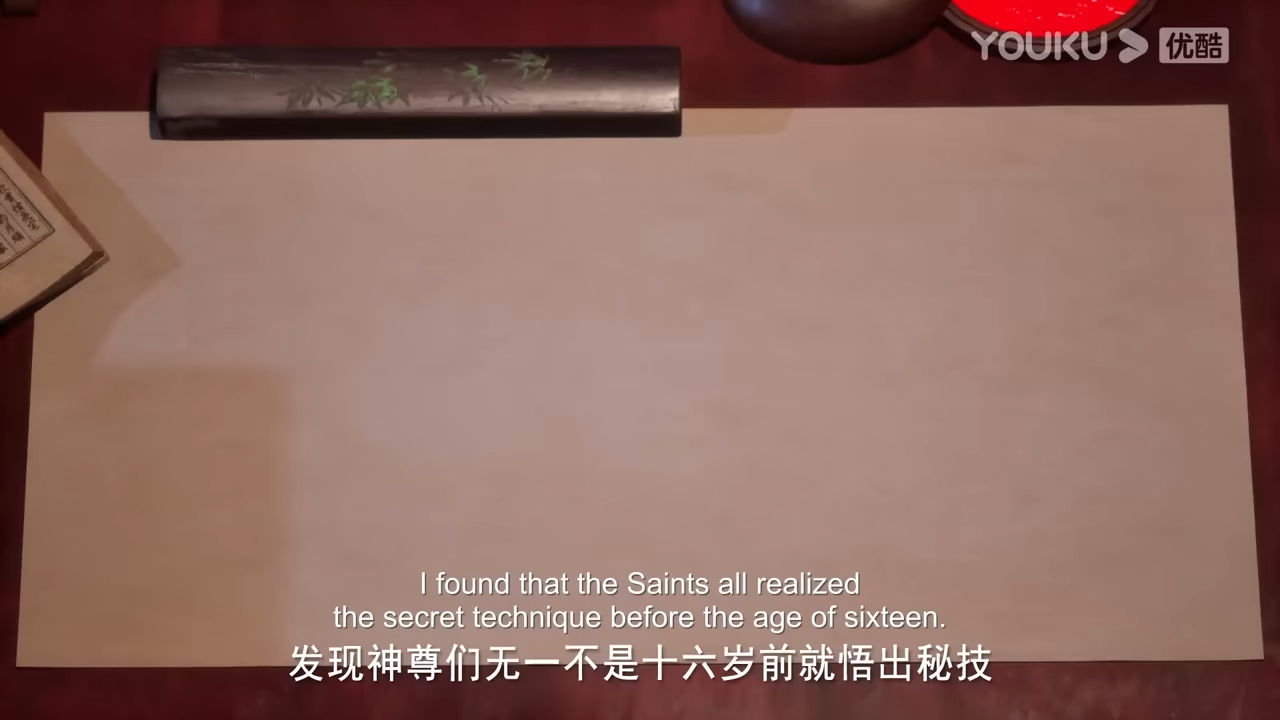 YOUKU 优酷
I found that the Saints all realized
the secret technique before the age of sixteen.
发现神尊们无一不是十六岁前就悟出秘技